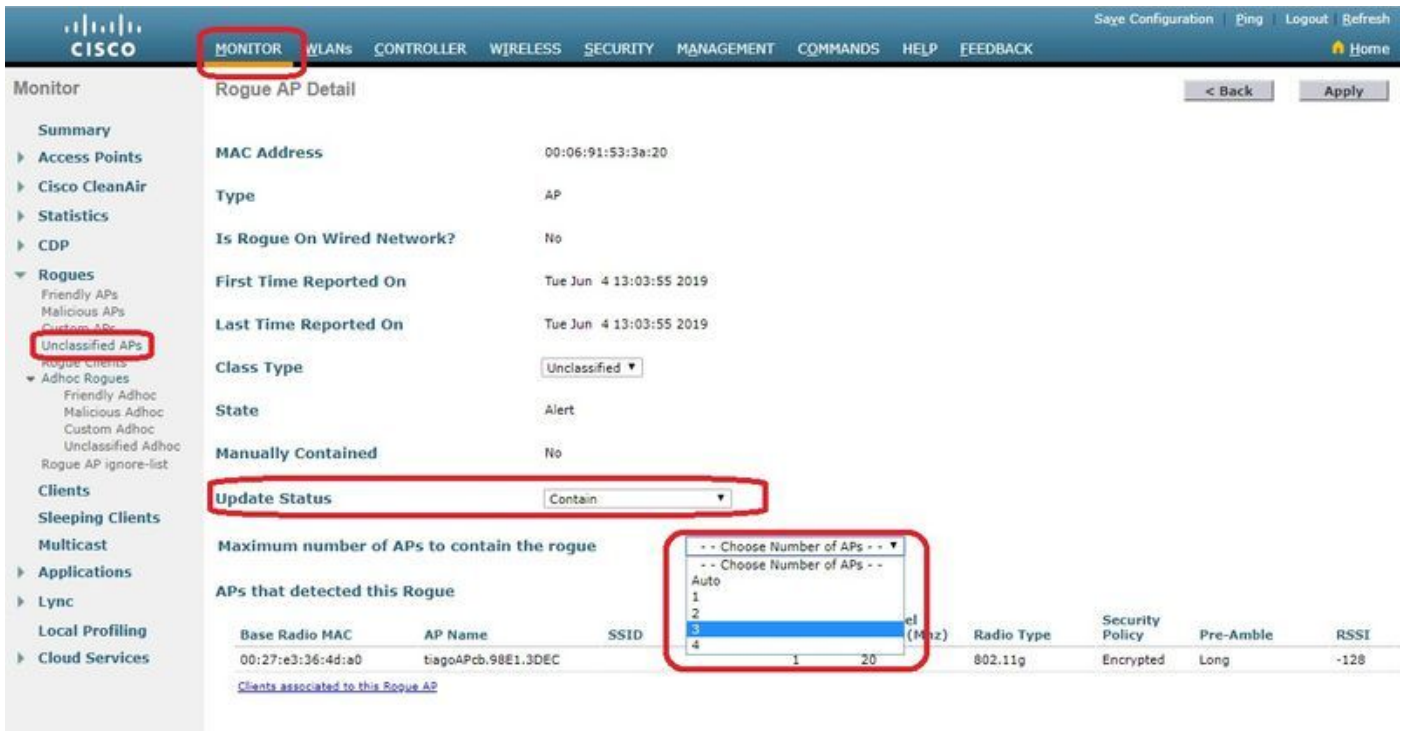 Save Configuration Ping Logout Refresh
CISCO MONITOR WLANs CONTROLLER WIRELESS SECURITY MANAGEMENT COMMANDS HELP FEEDBACK Home
Monitor
Summary
Access Points
Cisco CleanAir
Statistics
CDP
Rogues
Friendly APs
Malicious APs
Custom APs
Unclassified APs
Rogue Clients
Adhoc Rogues
Friendly Adhoc
Malicious Adhoc
Custom Adhoc
Unclassified Adhoc
Rogue AP ignore-list
Clients
Sleeping Clients
Multicast
Applications
Lync
Local Profiling
Cloud Services
Rogue AP Detail < Back Apply
MAC Address 00:06:91:53:3a:20
Type AP
Is Rogue On Wired Network? No
First Time Reported On Tue Jun 4 13:03:55 2019
Last Time Reported On Tue Jun 4 13:03:55 2019
Class Type Unclassified
State Alert
Manually Contained No
Update Status Contain
Maximum number of APs to contain the rogue - - Choose Number of APs - -
- - Choose Number of APs - -
Auto
1
2
3
4
APs that detected this Rogue
Base Radio MAC AP Name SSID el (Mhz) Radio Type Security Policy Pre-Amble RSSI
00:27:e3:36:4d:a0 tiagoAPcb.98E1.3DEC 1 20 802.11g Encrypted Long -128
Clients associated to this Rogue AP